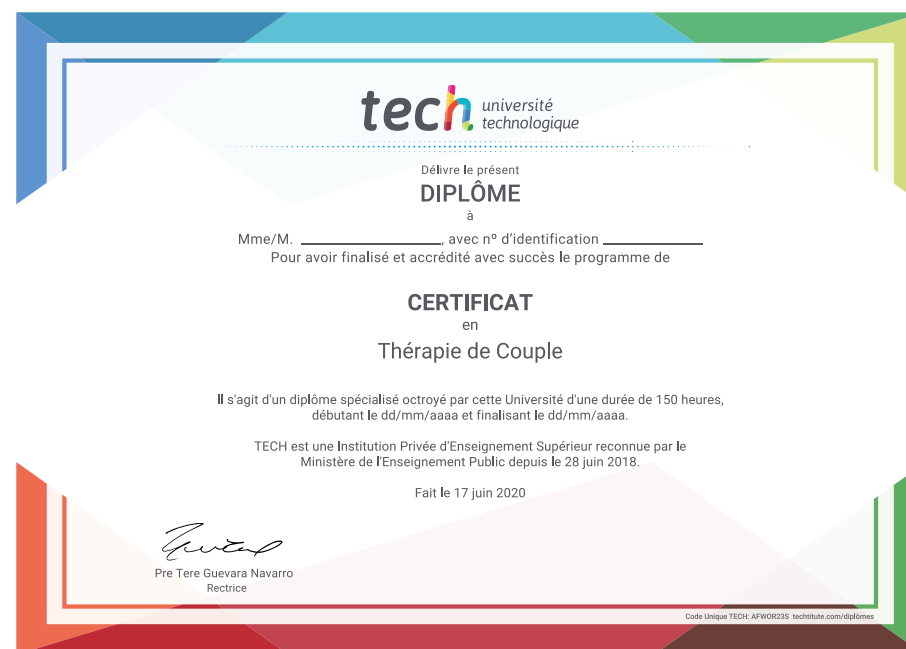 tech université
technologique
Délivre le présent
DIPLÔME
à
Mme/M. ____________________, avec nº d'identification ______________
Pour avoir finalisé et accrédité avec succès le programme de
CERTIFICAT
en
Thérapie de Couple
Il s'agit d'un diplôme spécialisé octroyé par cette Université d'une durée de 150 heures,
débutant le dd/mm/aaaa et finalisant le dd/mm/aaaa.
TECH est une Institution Privée d'Enseignement Supérieur reconnue par le
Ministère de l'Enseignement Public depuis le 28 juin 2018.
Fait le 17 juin 2020
Pre Tere Guevara Navarro
Rectrice
Code Unique TECH: AFWOR23S techtitute.com/diplômes